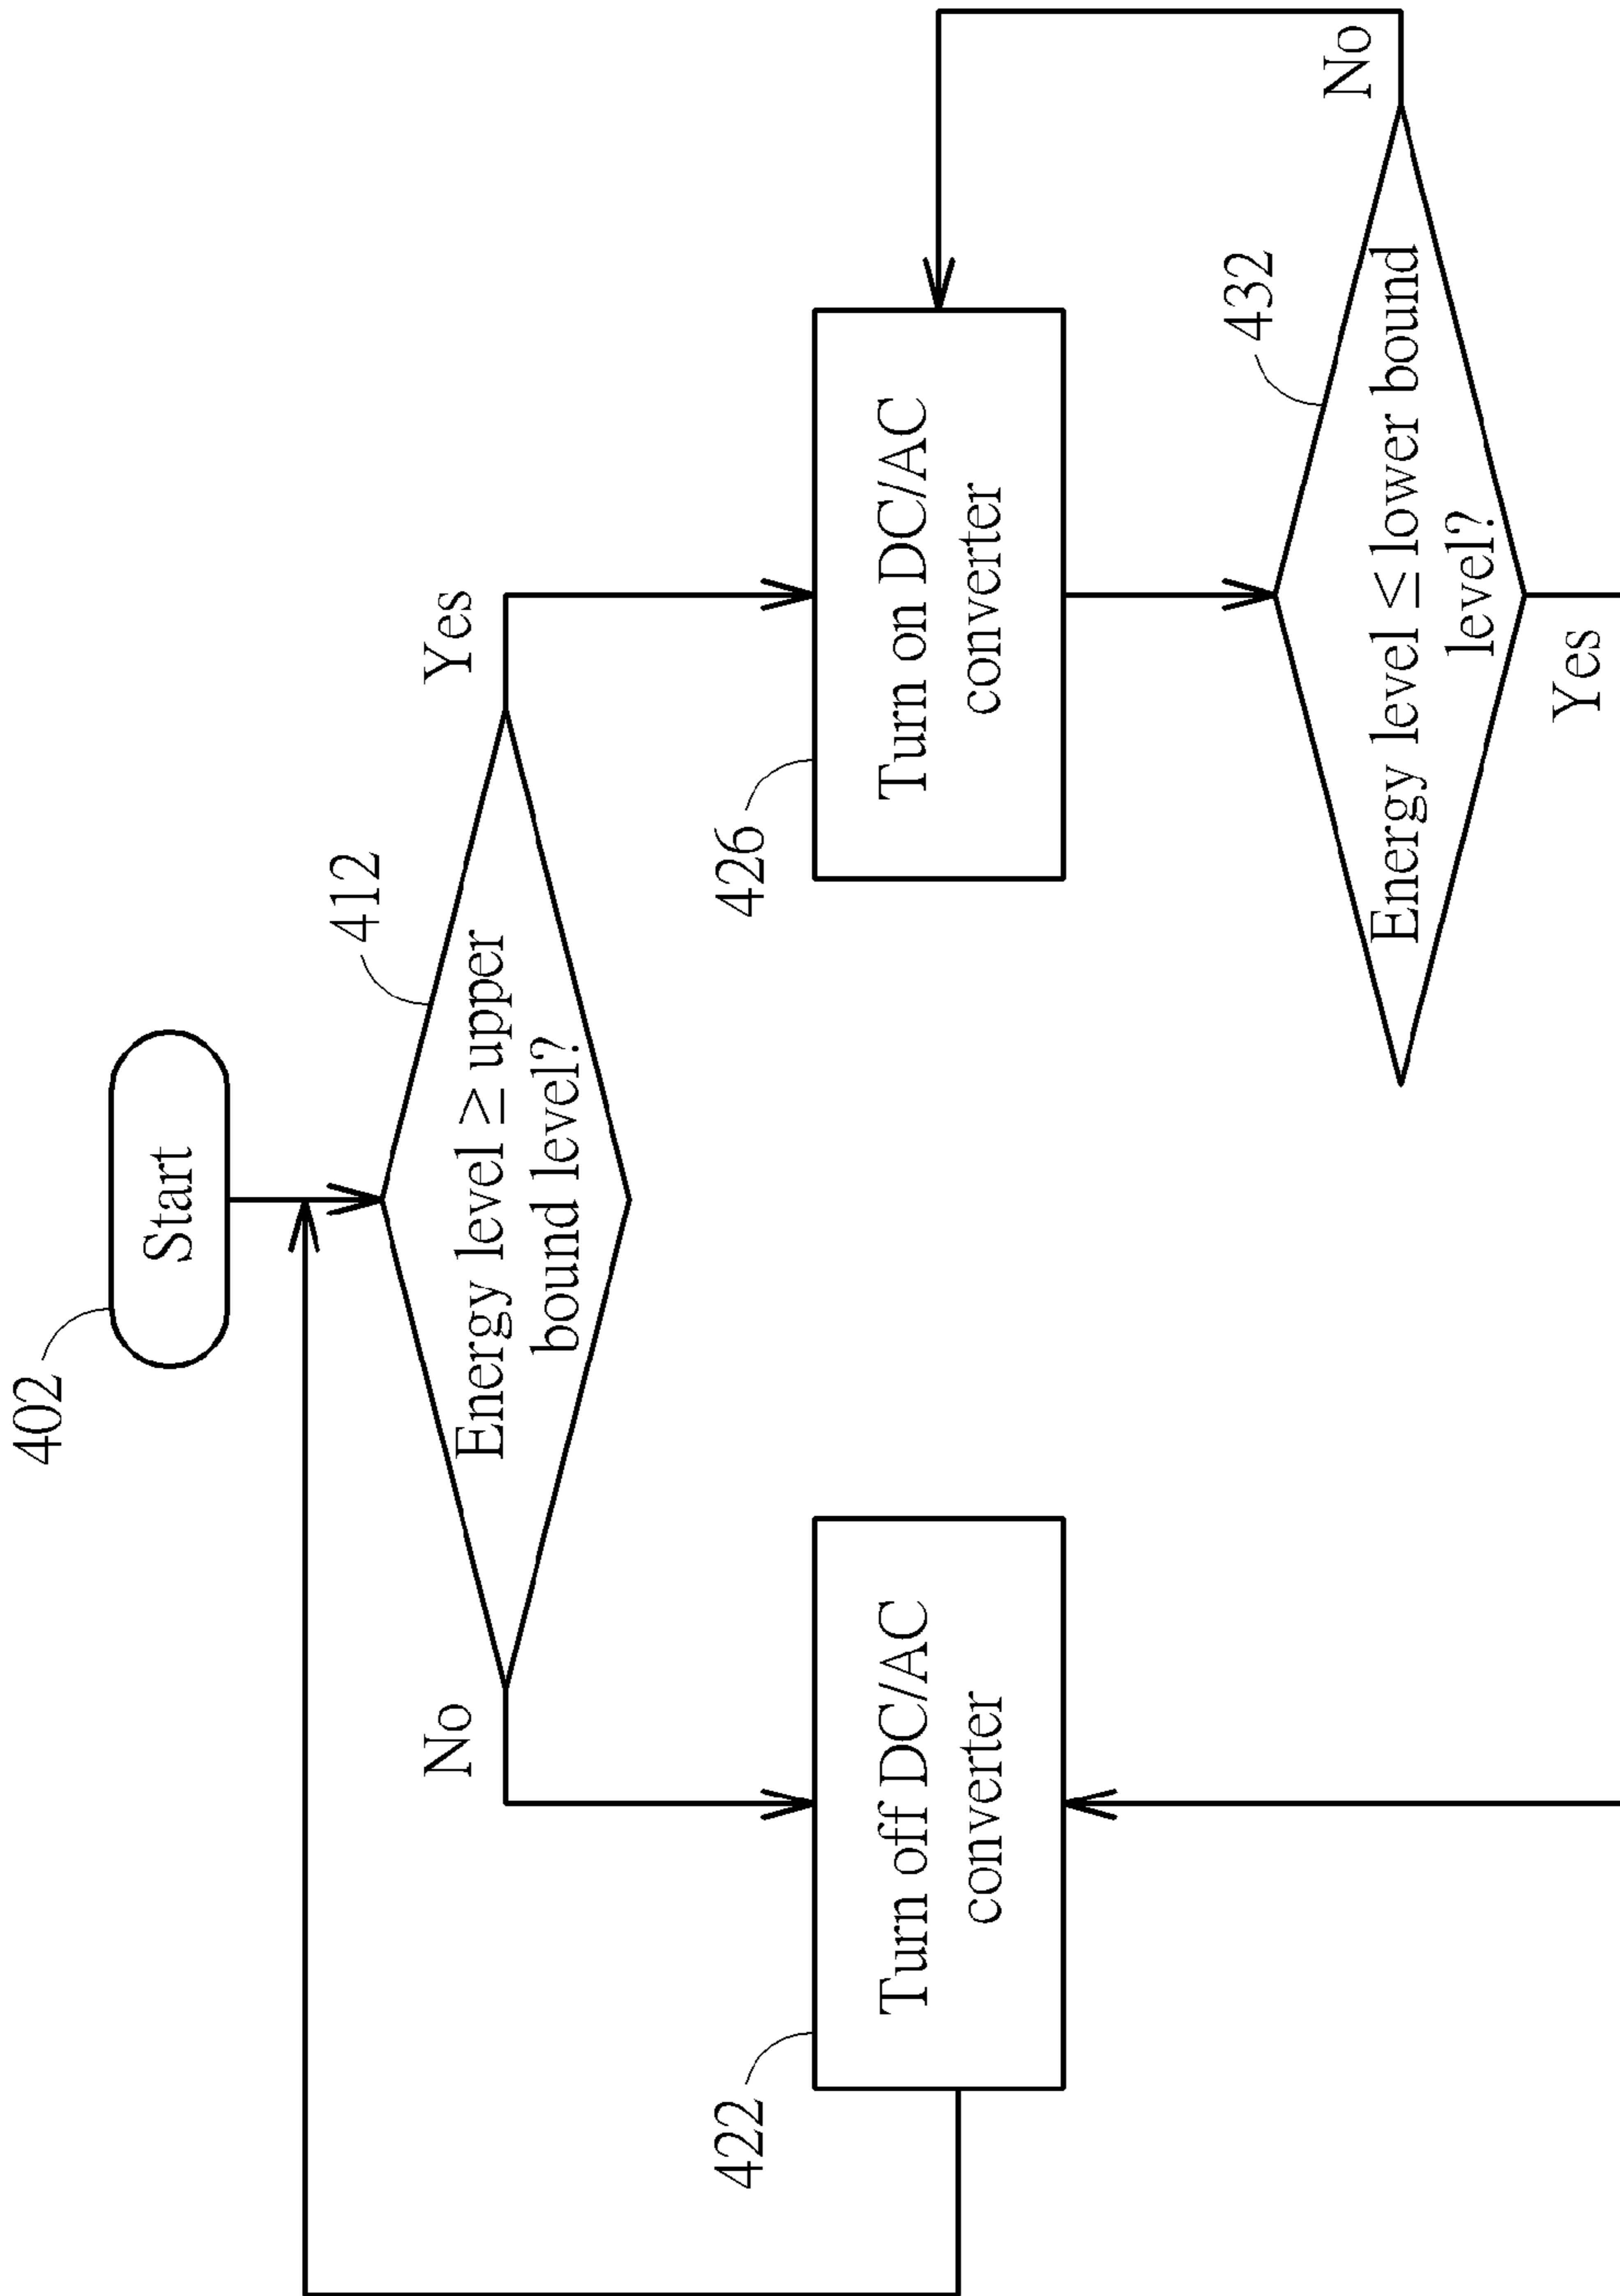 402
Start
412
Energy level ≥ upper
bound level?
No
Yes
422
Turn off DC/AC
converter
426
Turn on DC/AC
converter
432
Energy level ≤ lower bound
level?
No
Yes